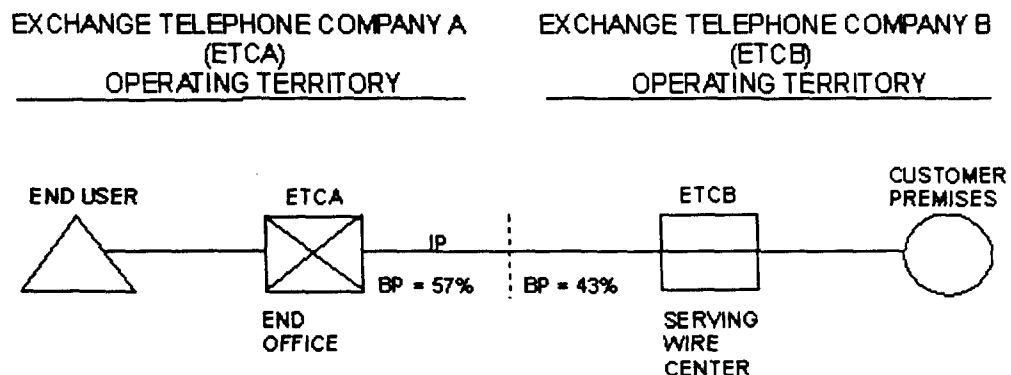 EXCHANGE TELEPHONE COMPANY A
(ETCA)
OPERATING TERRITORY
EXCHANGE TELEPHONE COMPANY B
(ETCB)
OPERATING TERRITORY
END USER
ETCA
ETCB
CUSTOMER
PREMISES
IP
BP = 57%
BP = 43%
END
OFFICE
SERVING
WIRE
CENTER